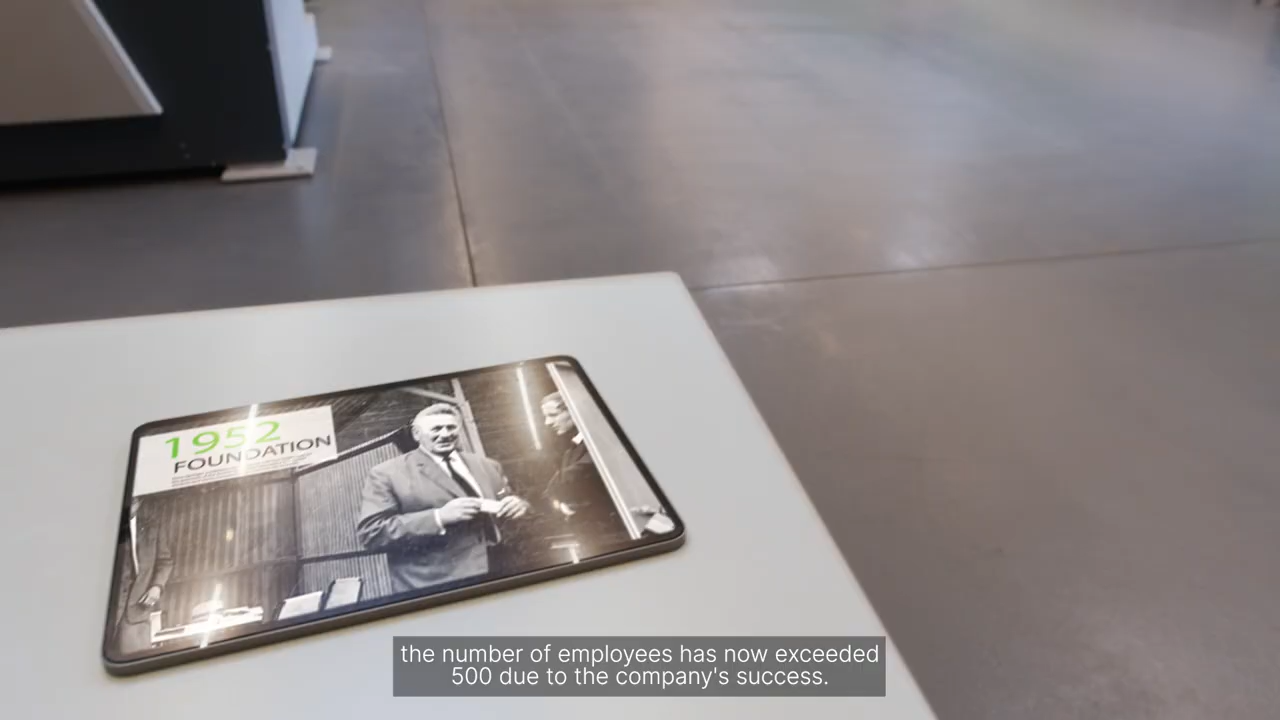 1952
FOUNDATION
the number of employees has now exceeded
500 due to the company's success.